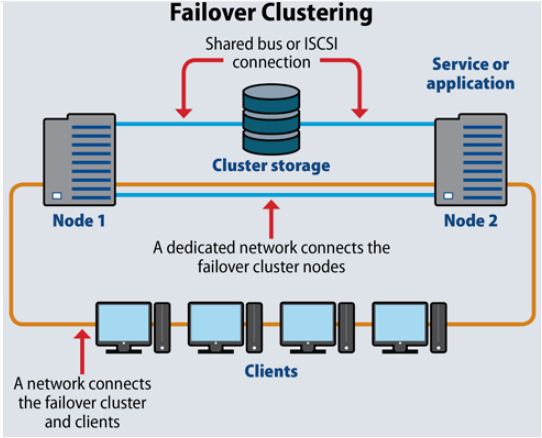 Failover Clustering
Shared bus or ISCSI
connection
Service or
application
Cluster storage
Node 1
Node 2
A dedicated network connects the
failover cluster nodes
Clients
A network connects
the failover cluster
and clients